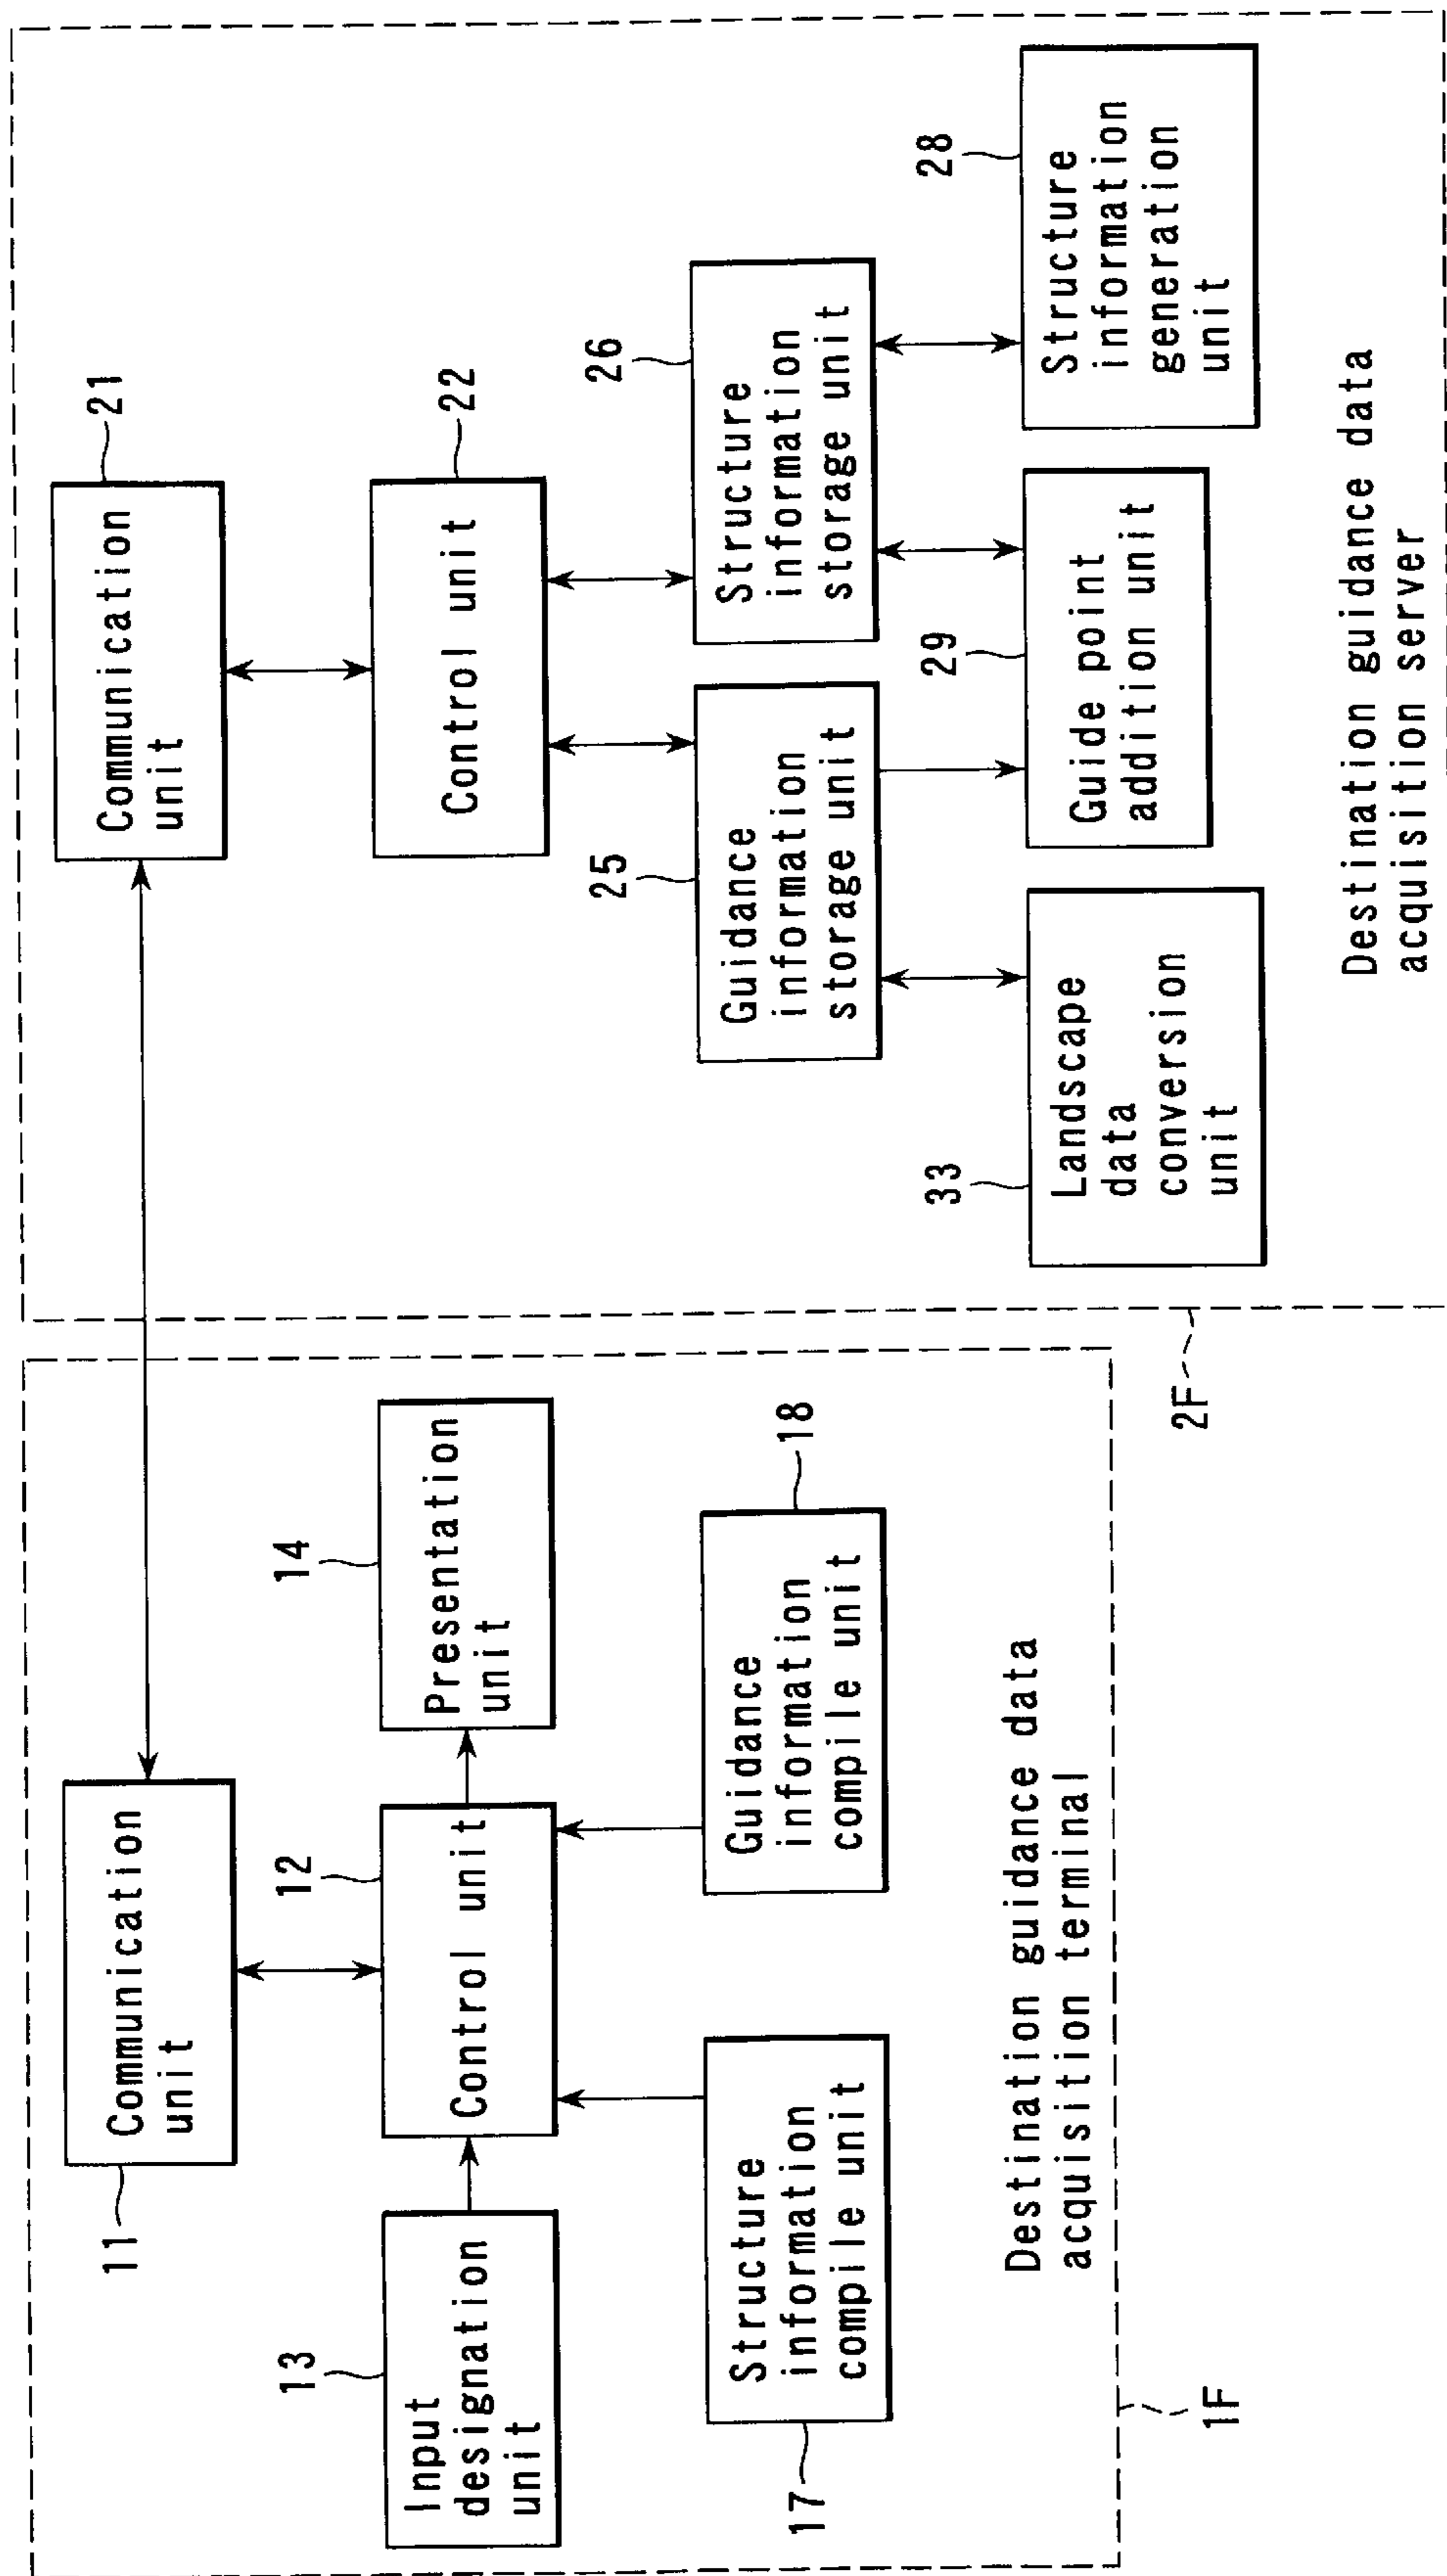 11
Communication
unit
13
Input
designation
unit
12
Control unit
14
Presentation
unit
17
Structure
information
compile unit
18
Guidance
information
compile unit
Destination guidance data
acquisition terminal
1F
21
Communication
unit
22
Control unit
25
Guidance
information
storage unit
26
Structure
information
storage unit
33
Landscape
data
conversion
unit
29
Guide point
addition unit
28
Structure
information
generation
unit
Destination guidance data
acquisition server
2F